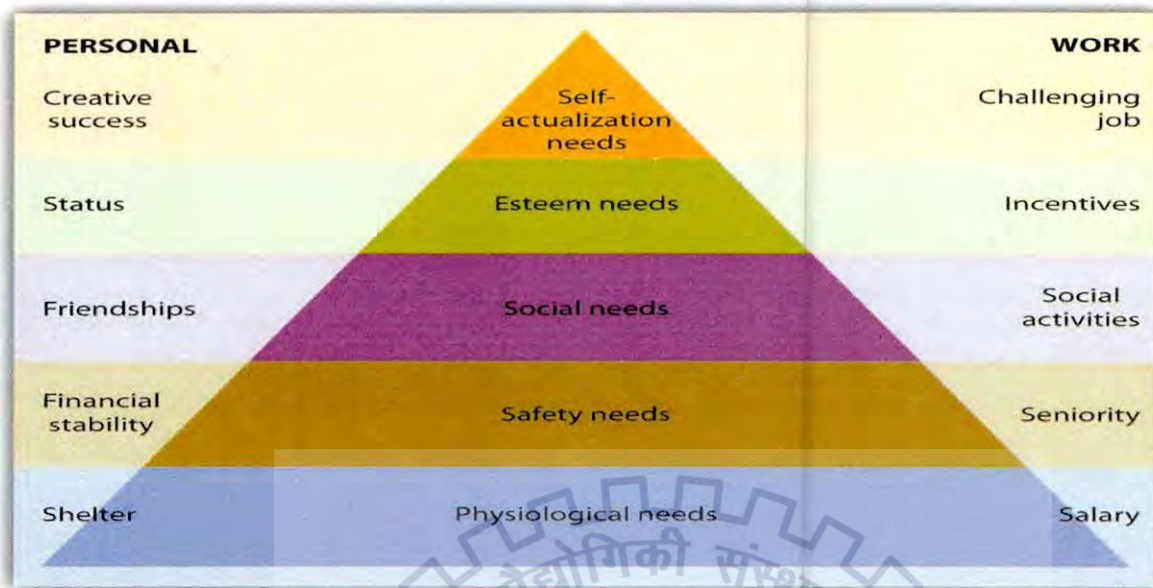 PERSONAL
WORK
Creative
success
Self-
actualization
needs
Challenging
job
Status
Esteem needs
Incentives
Friendships
Social needs
Social
activities
Financial
stability
Safety needs
Seniority
Shelter
Physiological needs
Salary